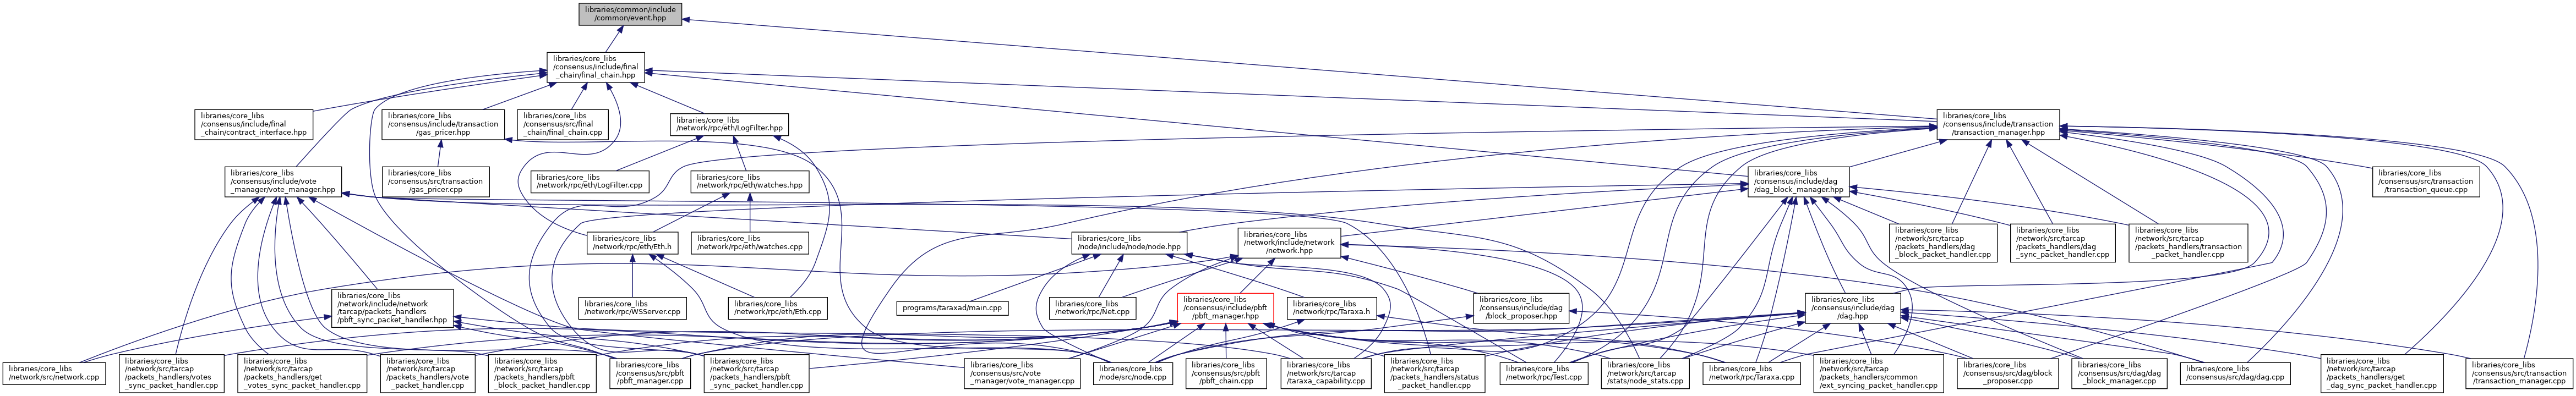 libraries/common/include
/common/event.hpp
libraries/core_libs
/consensus/include/final
_chain/final_chain.hpp
libraries/core_libs
/consensus/include/final
_chain/contract_interface.hpp
libraries/core_libs
/consensus/include/transaction
/gas_pricer.hpp
libraries/core_libs
/consensus/src/final
_chain/final_chain.cpp
libraries/core_libs
/network/rpc/eth/LogFilter.hpp
libraries/core_libs
/consensus/include/transaction
/transaction_manager.hpp
libraries/core_libs
/consensus/include/vote
_manager/vote_manager.hpp
libraries/core_libs
/consensus/src/transaction
/gas_pricer.cpp
libraries/core_libs
/network/rpc/eth/LogFilter.cpp
libraries/core_libs
/network/rpc/eth/watches.hpp
libraries/core_libs
/consensus/include/dag
/dag_block_manager.hpp
libraries/core_libs
/consensus/src/transaction
/transaction_queue.cpp
libraries/core_libs
/network/rpc/eth/Eth.h
libraries/core_libs
/network/rpc/eth/watches.cpp
libraries/core_libs
/node/include/node/node.hpp
libraries/core_libs
/network/include/network
/network.hpp
libraries/core_libs
/network/src/tarcap
/packets_handlers/dag
_block_packet_handler.cpp
libraries/core_libs
/network/src/tarcap
/packets_handlers/dag
_sync_packet_handler.cpp
libraries/core_libs
/network/src/tarcap
/packets_handlers/transaction
_packet_handler.cpp
libraries/core_libs
/network/include/network
/tarcap/packets_handlers
/pbft_sync_packet_handler.hpp
libraries/core_libs
/network/rpc/WSServer.cpp
libraries/core_libs
/network/rpc/eth/Eth.cpp
programs/taraxad/main.cpp
libraries/core_libs
/network/rpc/Net.cpp
libraries/core_libs
/consensus/include/pbft
/pbft_manager.hpp
libraries/core_libs
/network/rpc/Taraxa.h
libraries/core_libs
/consensus/include/dag
/block_proposer.hpp
libraries/core_libs
/consensus/include/dag
/dag.hpp
libraries/core_libs
/network/src/network.cpp
libraries/core_libs
/network/src/tarcap
/packets_handlers/votes
_sync_packet_handler.cpp
libraries/core_libs
/network/src/tarcap
/packets_handlers/get
_votes_sync_packet_handler.cpp
libraries/core_libs
/network/src/tarcap
/packets_handlers/vote
_packet_handler.cpp
libraries/core_libs
/network/src/tarcap
/packets_handlers/pbft
_block_packet_handler.cpp
libraries/core_libs
/consensus/src/pbft
/pbft_manager.cpp
libraries/core_libs
/network/src/tarcap
/packets_handlers/pbft
_sync_packet_handler.cpp
libraries/core_libs
/consensus/src/vote
_manager/vote_manager.cpp
libraries/core_libs
/node/src/node.cpp
libraries/core_libs
/consensus/src/pbft
/pbft_chain.cpp
libraries/core_libs
/network/src/tarcap
/taraxa_capability.cpp
libraries/core_libs
/network/src/tarcap
/packets_handlers/status
_packet_handler.cpp
libraries/core_libs
/network/rpc/Test.cpp
libraries/core_libs
/network/src/tarcap
/stats/node_stats.cpp
libraries/core_libs
/network/rpc/Taraxa.cpp
libraries/core_libs
/network/src/tarcap
/packets_handlers/common
/ext_syncing_packet_handler.cpp
libraries/core_libs
/consensus/src/dag/block
_proposer.cpp
libraries/core_libs
/consensus/src/dag/dag
_block_manager.cpp
libraries/core_libs
/consensus/src/dag/dag.cpp
libraries/core_libs
/network/src/tarcap
/packets_handlers/get
_dag_sync_packet_handler.cpp
libraries/core_libs
/consensus/src/transaction
/transaction_manager.cpp